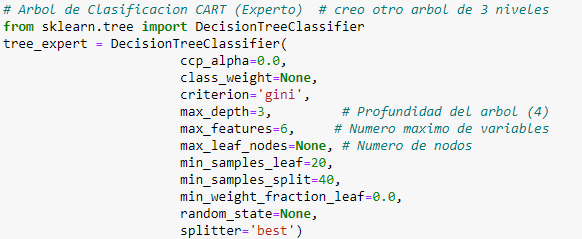 # Arbol de Clasificacion CART (Experto)  # creo otro arbol de 3 niveles
from sklearn.tree import DecisionTreeClassifier
tree_expert = DecisionTreeClassifier(
                        ccp_alpha=0.0,
                        class_weight=None,
                        criterion='gini',
                        max_depth=3,          # Profundidad del arbol (4)
                        max_features=6,     # Numero maximo de variables
                        max_leaf_nodes=None, # Numero de nodos
                        min_samples_leaf=20,
                        min_samples_split=40,
                        min_weight_fraction_leaf=0.0,
                        random_state=None,
                        splitter='best')